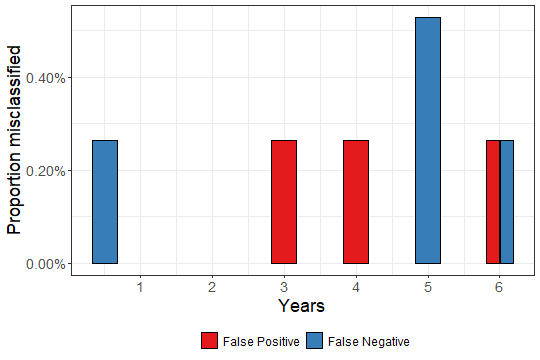 Proportion misclassified
0.40%
0.20%
0.00%
1 2 3 4 5 6
Years
False Positive False Negative